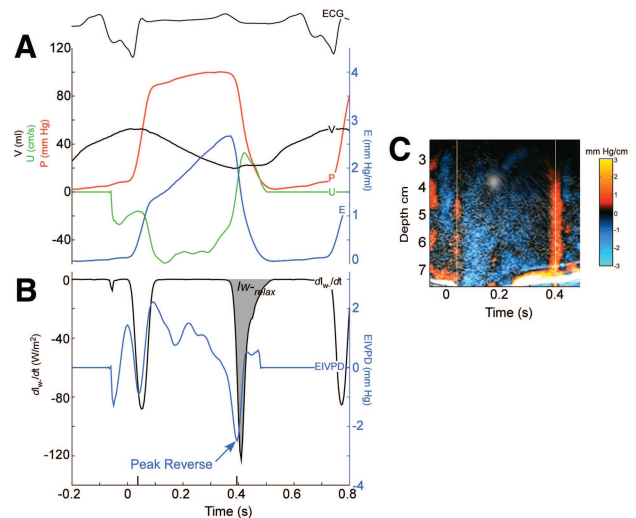 ECG
A
120
80
40
0
-40
V (ml)
U (cm/s)
P (mm Hg)
4
3
2
1
0
E (mm Hg/ml)
V
P
U
E
B
0
-40
-80
-120
dI_W-/dt (W/m²)
I_W-relax
dI_W-/dt
2
0
-2
-4
EIVPD (mm Hg)
EIVPD
Peak Reverse
-0.2 0 0.2 0.4 0.6 0.8
Time (s)
C
mm Hg/cm
3
4
5
6
7
Depth cm
3
2
1
0
-1
-2
-3
0 0.2 0.4
Time (s)